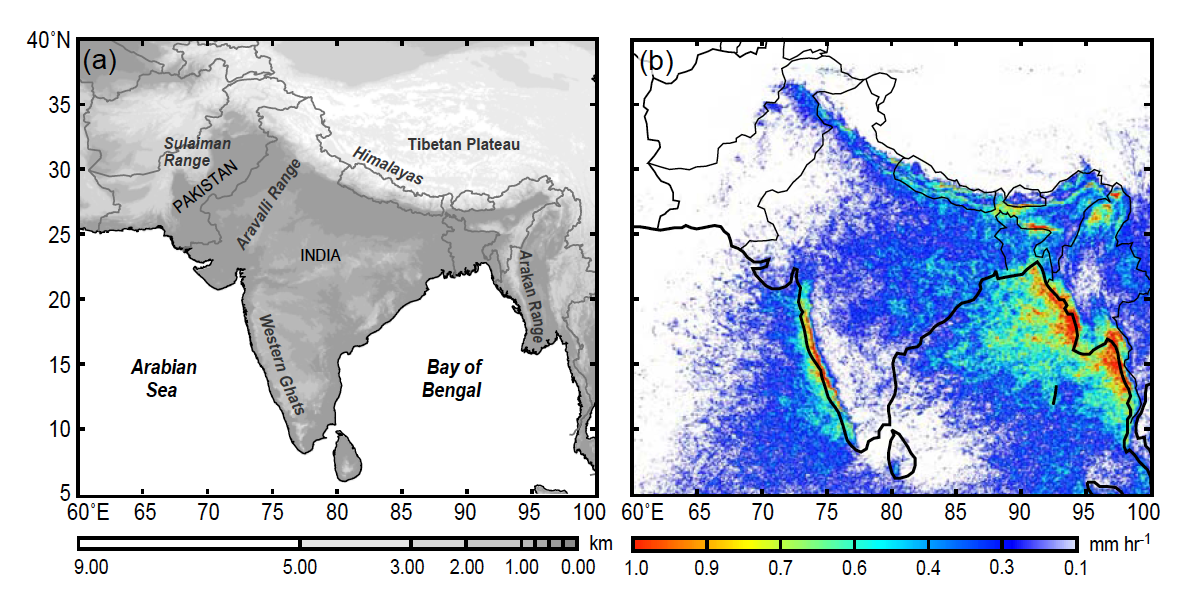 (a)
(b)
40°N
35
30
25
20
15
10
5
Sulaiman
Range
PAKISTAN
Aravalli Range
Himalayas
Tibetan Plateau
INDIA
Arakan Range
Western Ghats
Arabian
Sea
Bay of
Bengal
60°E 65 70 75 80 85 90 95 100
60°E 65 70 75 80 85 90 95 100
km
9.00 5.00 3.00 2.00 1.00 0.00
mm hr-1
1.0 0.9 0.7 0.6 0.4 0.3 0.1